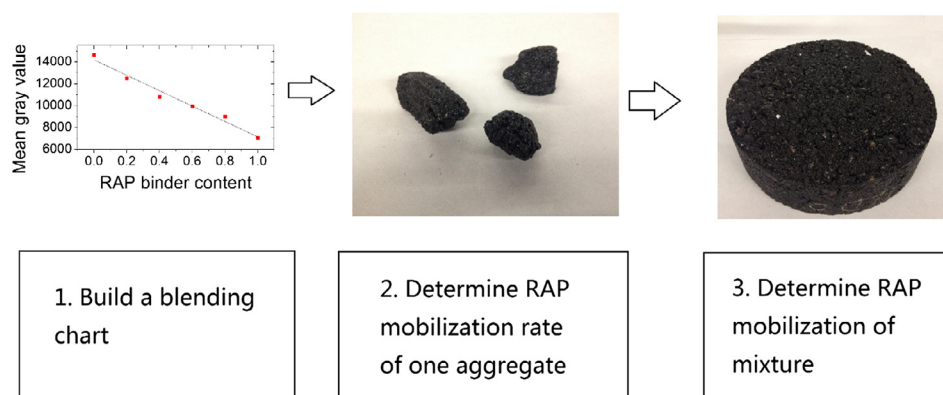 Mean gray value
14000
12000
10000
8000
6000
0.0 0.2 0.4 0.6 0.8 1.0
RAP binder content
1. Build a blending
chart
2. Determine RAP
mobilization rate
of one aggregate
3. Determine RAP
mobilization of
mixture